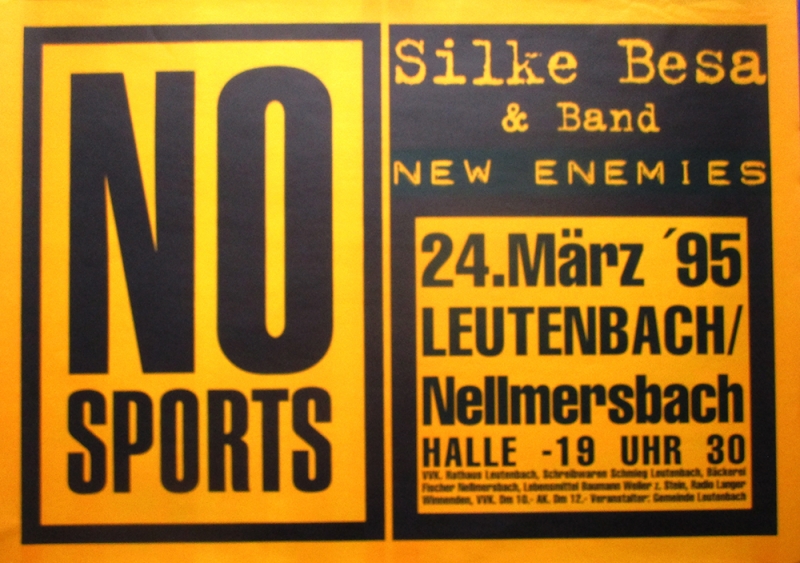 NO
SPORTS
Silke Besa
& Band
NEW ENEMIES
24.März ´95
LEUTENBACH/
Nellmersbach
HALLE -19 UHR 30
VVK. Rathaus Leutenbach, Schreibwaren Schmieg Leutenbach, Bäckerei
Fischer Nellmersbach, Lebensmittel Baumann Weiler z. Stein, Radio Langer
Winnenden, VVK. Dm 10.- AK. Dm 12.- Veranstalter: Gemeinde Leutenbach